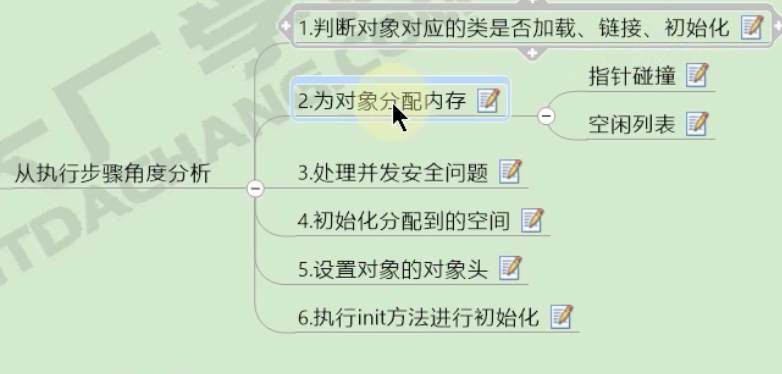 1.判断对象对应的类是否加载、链接、初始化
2.为对象分配内存
指针碰撞
空闲列表
从执行步骤角度分析
3.处理并发安全问题
4.初始化分配到的空间
5.设置对象的对象头
6.执行init方法进行初始化